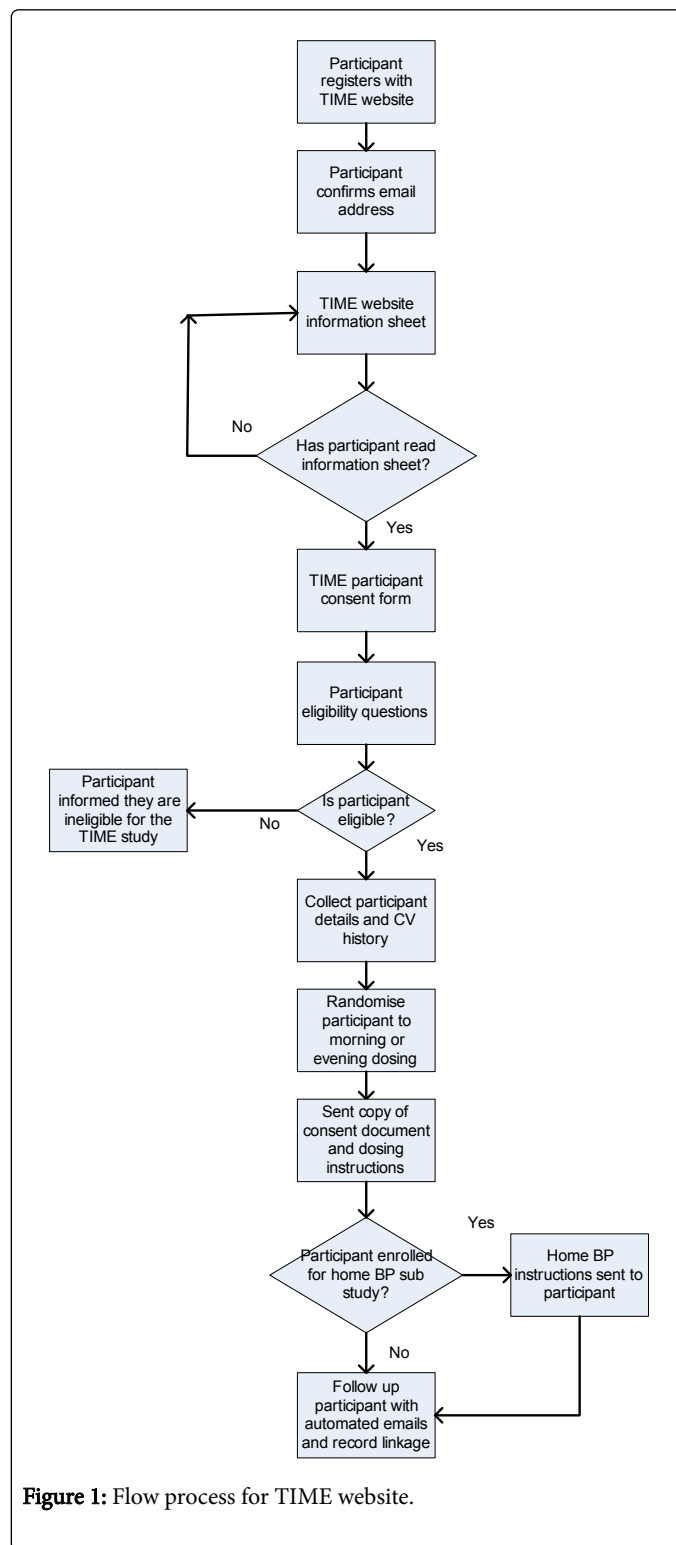 Participant
registers with
TIME website
Participant
confirms email
address
TIME website
information sheet
No
Has participant read
information sheet?
Yes
TIME participant
consent form
Participant
eligibility questions
Participant
informed they are
ineligible for the
TIME study
No
Is participant
eligible?
Yes
Collect participant
details and CV
history
Randomise
participant to
morning or
evening dosing
Sent copy of
consent document
and dosing
instructions
Yes
Participant enrolled
for home BP sub
study?
Home BP
instructions sent to
participant
No
Follow up
participant with
automated emails
and record linkage
Figure 1: Flow process for TIME website.